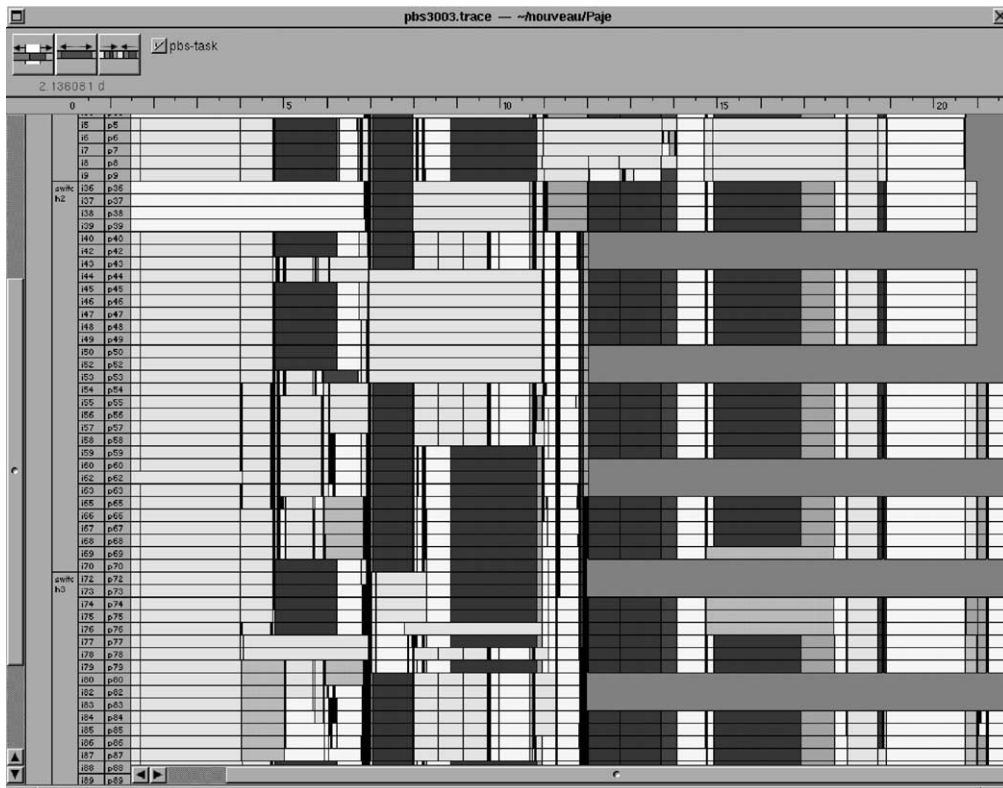 pbs3003.trace — ~/nouveau/Paje
pbs-task
2.136081 d
0 5 10 15 20
i5 p5
i6 p6
i7 p7
i8 p8
i9 p9
switc h2 i36 p36
i37 p37
i38 p38
i39 p39
i40 p40
i42 p42
i43 p43
i44 p44
i45 p45
i46 p46
i47 p47
i48 p48
i49 p49
i50 p50
i52 p52
i53 p53
i54 p54
i55 p55
i56 p56
i57 p57
i58 p58
i59 p59
i60 p60
i62 p62
i63 p63
i65 p65
i66 p66
i67 p67
i68 p68
i69 p69
i70 p70
switc h3 i72 p72
i73 p73
i74 p74
i75 p75
i76 p76
i77 p77
i78 p78
i79 p79
i80 p80
i82 p82
i83 p83
i84 p84
i85 p85
i86 p86
i87 p87
i88 p88
i89 p89